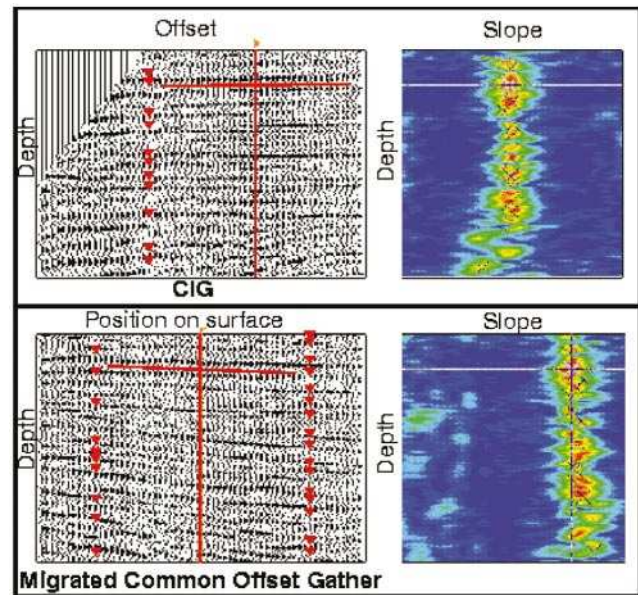 Offset
Slope
Depth
Depth
CIG
Position on surface
Slope
Depth
Depth
Migrated Common Offset Gather